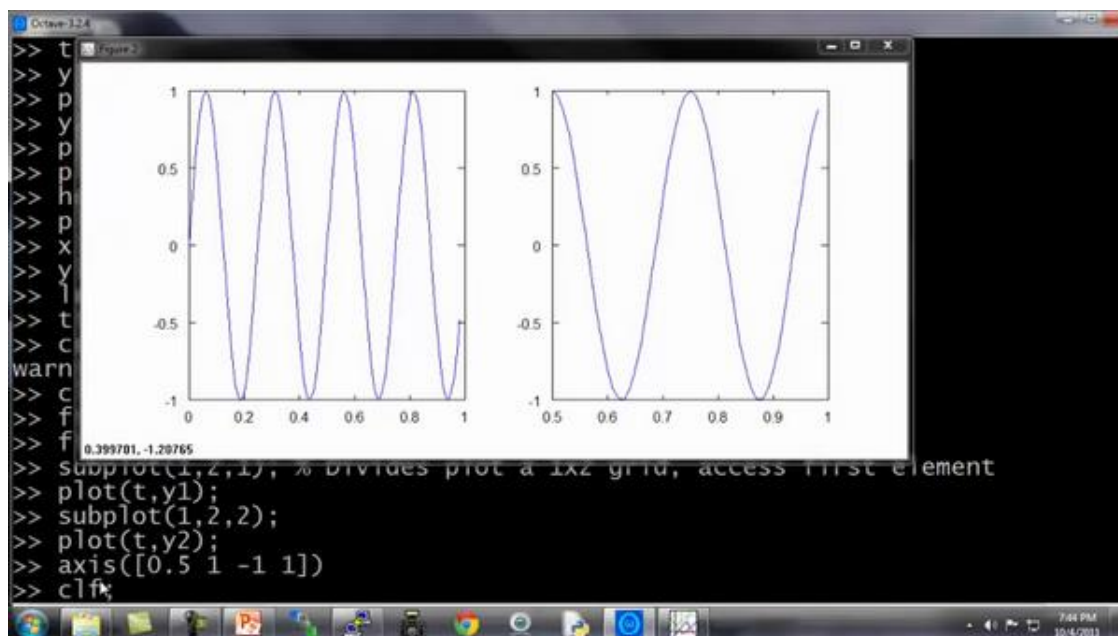 Octave-3.2.4
>> t
>> y
>> p
>> y
>> p
>> p
>> h
>> p
>> x
>> y
>> l
>> t
>> c
warn
>> c
>> f
>> f
Figure 2
1
0.5
0
-0.5
-1
0 0.2 0.4 0.6 0.8 1
1
0.5
0
-0.5
-1
0.5 0.6 0.7 0.8 0.9 1
0.399701, -1.20765
>> subplot(1,2,1); % Divides plot a 1x2 grid, access first element
>> plot(t,y1);
>> subplot(1,2,2);
>> plot(t,y2);
>> axis([0.5 1 -1 1])
>> clf;
7:44 PM
10/4/2011